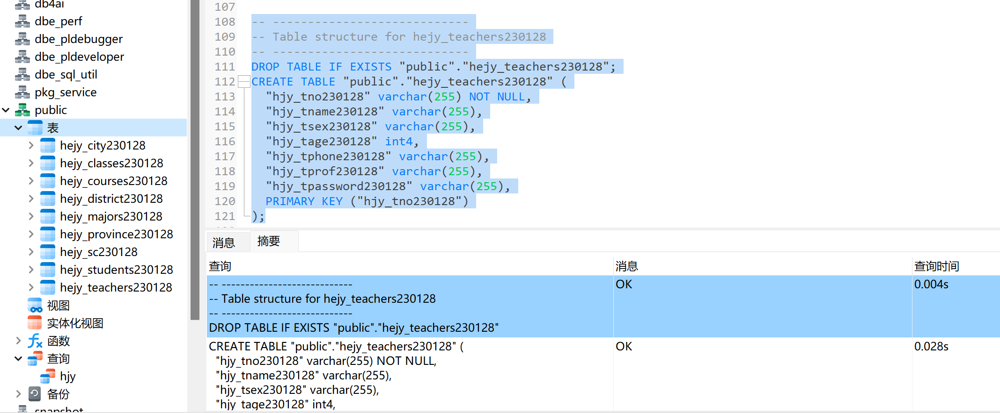 db4ai
dbe_perf
dbe_pldebugger
dbe_pldeveloper
dbe_sql_util
pkg_service
public
表
hejy_city230128
hejy_classes230128
hejy_courses230128
hejy_district230128
hejy_majors230128
hejy_province230128
hejy_sc230128
hejy_students230128
hejy_teachers230128
视图
实体化视图
函数
查询
hjy
备份
snapshot
107
108 -- ----------------------------
109 -- Table structure for hejy_teachers230128
110 -- ----------------------------
111 DROP TABLE IF EXISTS "public"."hejy_teachers230128";
112 CREATE TABLE "public"."hejy_teachers230128" (
113 "hjy_tno230128" varchar(255) NOT NULL,
114 "hjy_tname230128" varchar(255),
115 "hjy_tsex230128" varchar(255),
116 "hjy_tage230128" int4,
117 "hjy_tphone230128" varchar(255),
118 "hjy_tprof230128" varchar(255),
119 "hjy_tpassword230128" varchar(255),
120 PRIMARY KEY ("hjy_tno230128")
121 );
消息 摘要
查询 消息 查询时间
-- ---------------------------- OK 0.004s
-- Table structure for hejy_teachers230128
-- ----------------------------
DROP TABLE IF EXISTS "public"."hejy_teachers230128"
CREATE TABLE "public"."hejy_teachers230128" ( OK 0.028s
"hjy_tno230128" varchar(255) NOT NULL,
"hjy_tname230128" varchar(255),
"hjy_tsex230128" varchar(255),
"hjy_tage230128" int4,